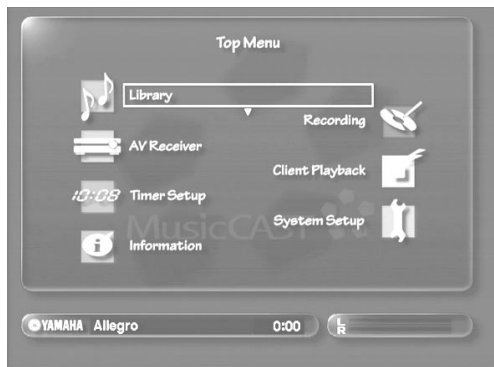 Top Menu
Library
Recording
AV Receiver
Client Playback
10:08 Timer Setup
System Setup
Information
MusicCAST
YAMAHA Allegro 0:00 L
R